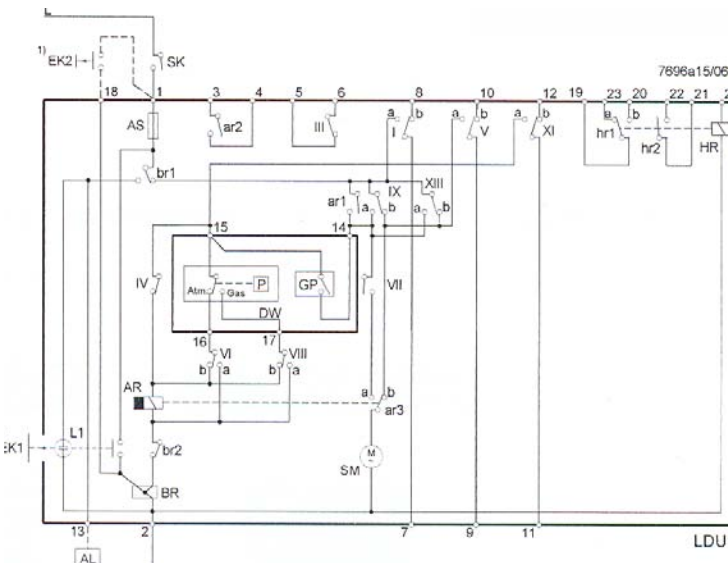 L
1) EK2 SK
7696a15/06
18 1 3 4 5 6 8 10 12 19 23 20 22 21 2
AS ar2 III a b I a b V a b XI a b hr1 hr2 HR
br1
ar1 IX XIII
a b a b
15 14
IV Atm. Gas P GP VII
DW
16 17
VI VIII
b a b a
AR a b
ar3
EK1 L1 br2 M
~
SM
BR
13 2 7 9 11
LDU
AL